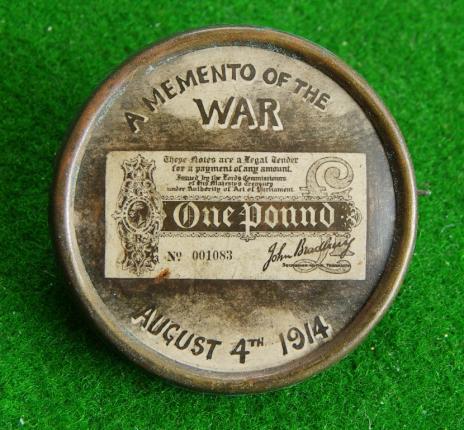 A MEMENTO OF THE
WAR
These Notes are a Legal Tender
for a payment of any amount.
Issued by the Lords Commissioners
of His Majesty's Treasury
under Authority of Act of Parliament.
One Pound
Nº 001083
John Bradbury
AUGUST 4TH 1914